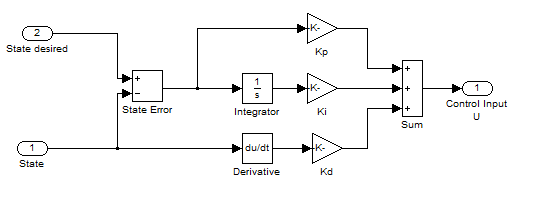 2
State desired
+
−
State Error
1
s
Integrator
K-
Kp
K-
Ki
+
+
+
Sum
1
Control Input
U
1
State
du/dt
Derivative
K-
Kd